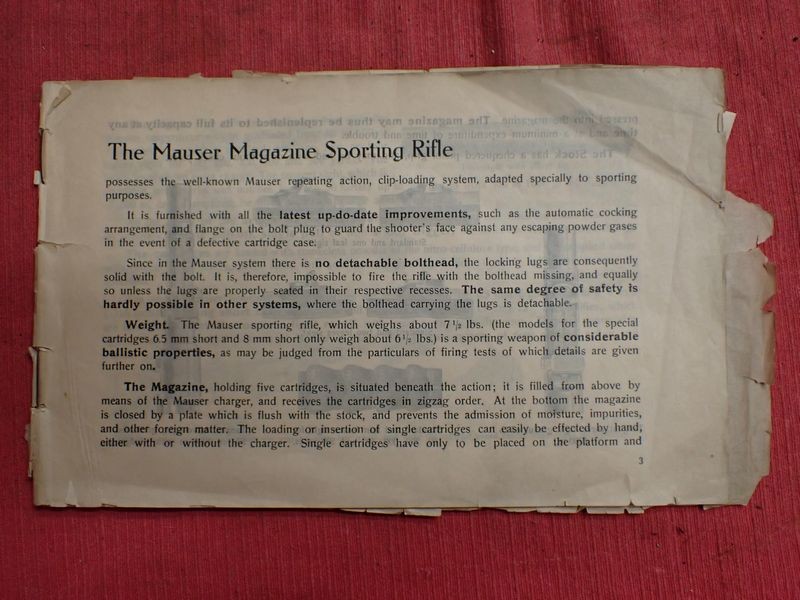 The Mauser Magazine Sporting Rifle
possesses the well-known Mauser repeating action, clip-loading system, adapted specially to sporting
purposes.
It is furnished with all the latest up-do-date improvements, such as the automatic cocking
arrangement, and flange on the bolt plug to guard the shooter's face against any escaping powder gases
in the event of a defective cartridge case.
Since in the Mauser system there is no detachable bolthead, the locking lugs are consequently
solid with the bolt. It is, therefore, impossible to fire the rifle with the bolthead missing, and equally
so unless the lugs are properly seated in their respective recesses. The same degree of safety is
hardly possible in other systems, where the bolthead carrying the lugs is detachable.
Weight. The Mauser sporting rifle, which weighs about 7 1/2 lbs. (the models for the special
cartridges 6.5 mm short and 8 mm short only weigh about 6 1/2 lbs.) is a sporting weapon of considerable
ballistic properties, as may be judged from the particulars of firing tests of which details are given
further on.
The Magazine, holding five cartridges, is situated beneath the action; it is filled from above by
means of the Mauser charger, and receives the cartridges in zigzag order. At the bottom the magazine
is closed by a plate which is flush with the stock, and prevents the admission of moisture, impurities,
and other foreign matter. The loading or insertion of single cartridges can easily be effected by hand,
either with or without the charger. Single cartridges have only to be placed on the platform and
3